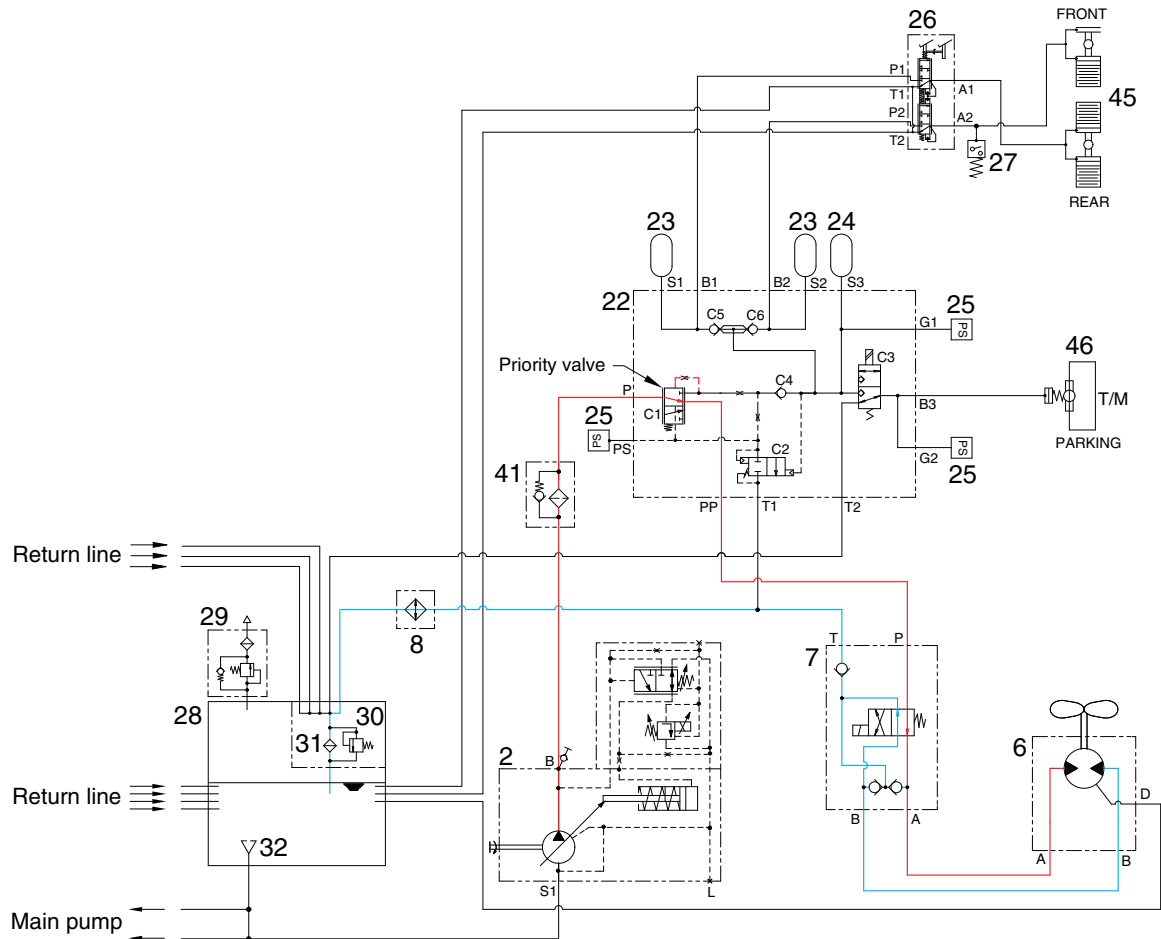 26
FRONT
P1
T1
A1
45
P2
A2
T2
27
REAR
23
23
24
S1
B1
B2
S2
S3
22
C5
C6
G1
25
PS
Priority valve
C3
46
P
C4
C1
B3
T/M
25
PS
PS
C2
PARKING
G2
PS
25
41
PP
T1
T2
Return line
29
8
T
P
7
28
30
31
2
B
6
D
Return line
B
A
32
A
B
S1
L
Main pump